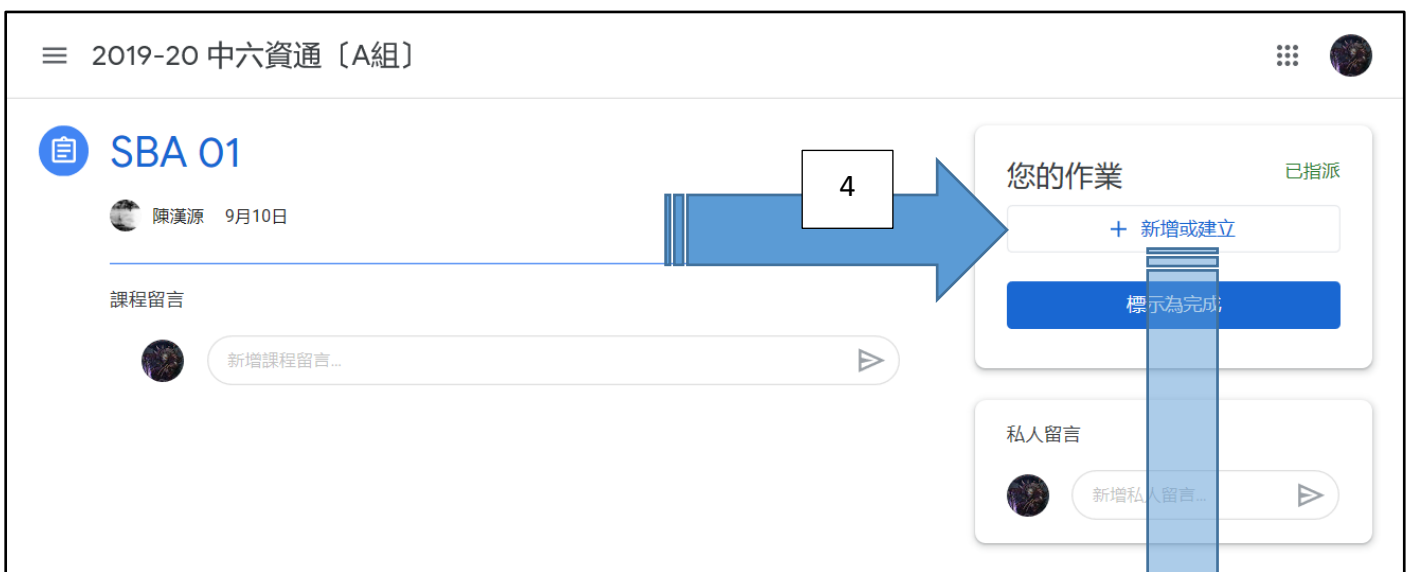 2019-20 中六資通〔A組〕
SBA 01
陳漢源 9月10日
課程留言
新增課程留言...
4
您的作業 已指派
+ 新增或建立
標示為完成
私人留言
新增私人留言...